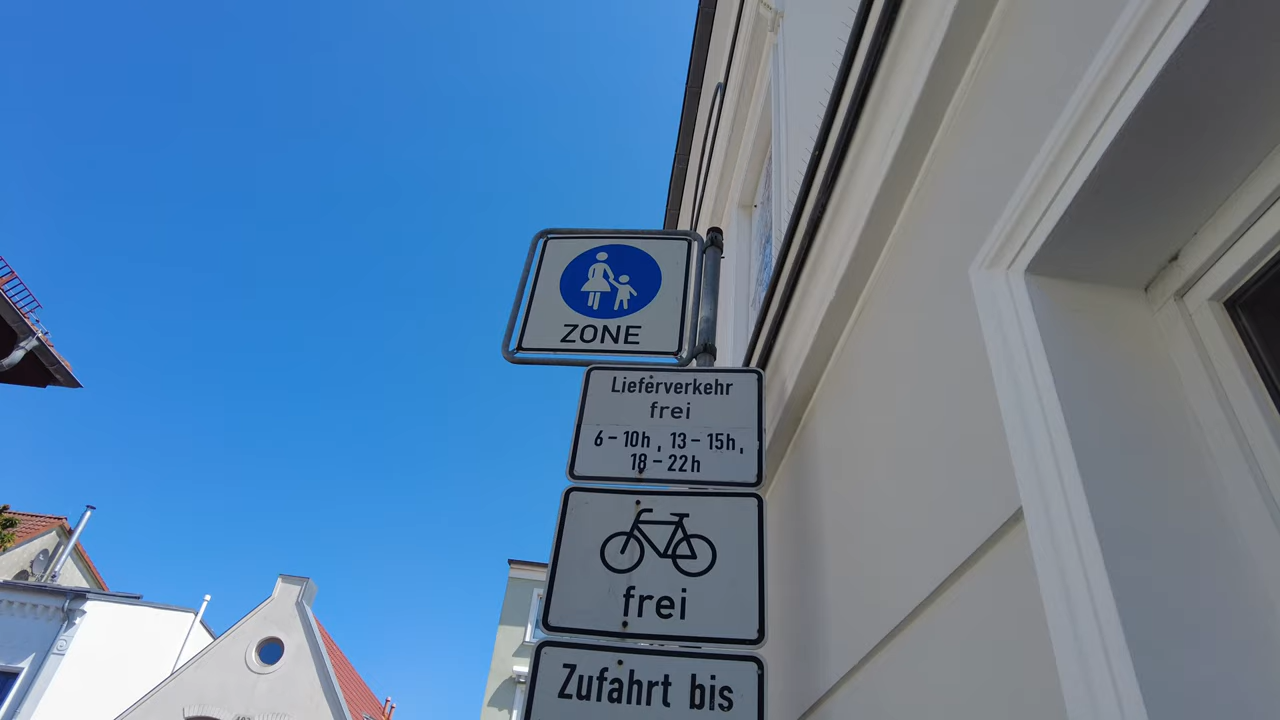 ZONE
Lieferverkehr
frei
6-10h, 13-15h,
18-22h
frei
Zufahrt bis